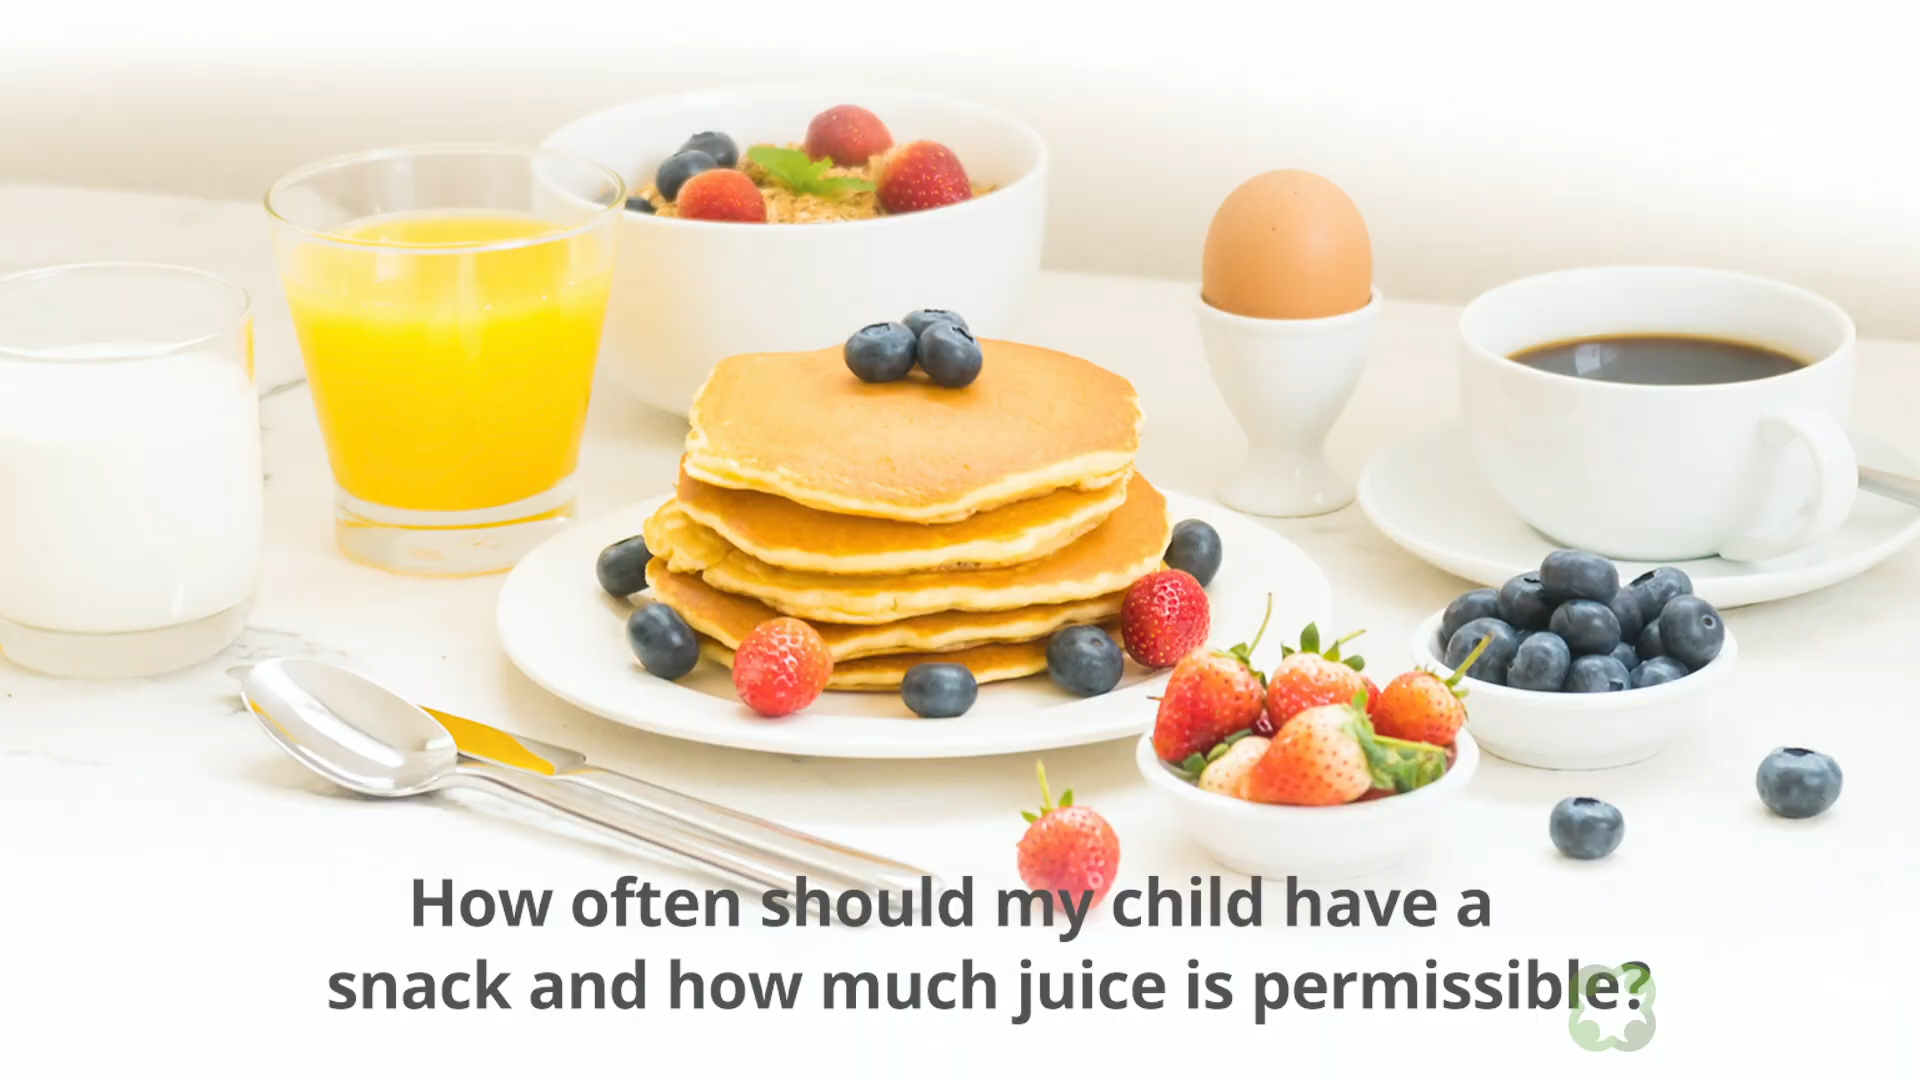 How often should my child have a
snack and how much juice is permissible?